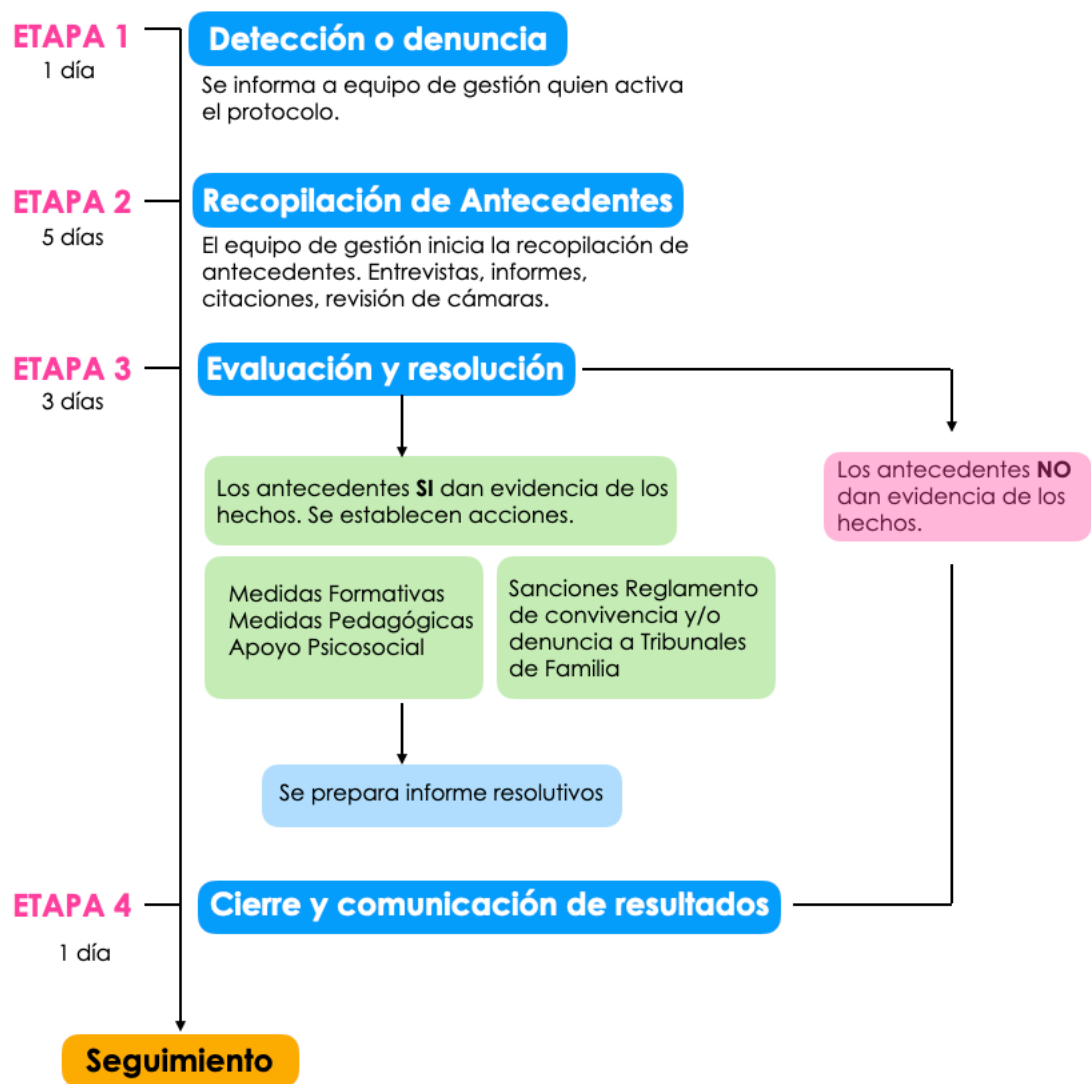 ETAPA 1
1 día
Detección o denuncia
Se informa a equipo de gestión quien activa
el protocolo.
ETAPA 2
5 días
Recopilación de Antecedentes
El equipo de gestión inicia la recopilación de
antecedentes. Entrevistas, informes,
citaciones, revisión de cámaras.
ETAPA 3
3 días
Evaluación y resolución
Los antecedentes SI dan evidencia de los
hechos. Se establecen acciones.
Los antecedentes NO
dan evidencia de los
hechos.
Medidas Formativas
Medidas Pedagógicas
Apoyo Psicosocial
Sanciones Reglamento
de convivencia y/o
denuncia a Tribunales
de Familia
Se prepara informe resolutivos
ETAPA 4
1 día
Cierre y comunicación de resultados
Seguimiento